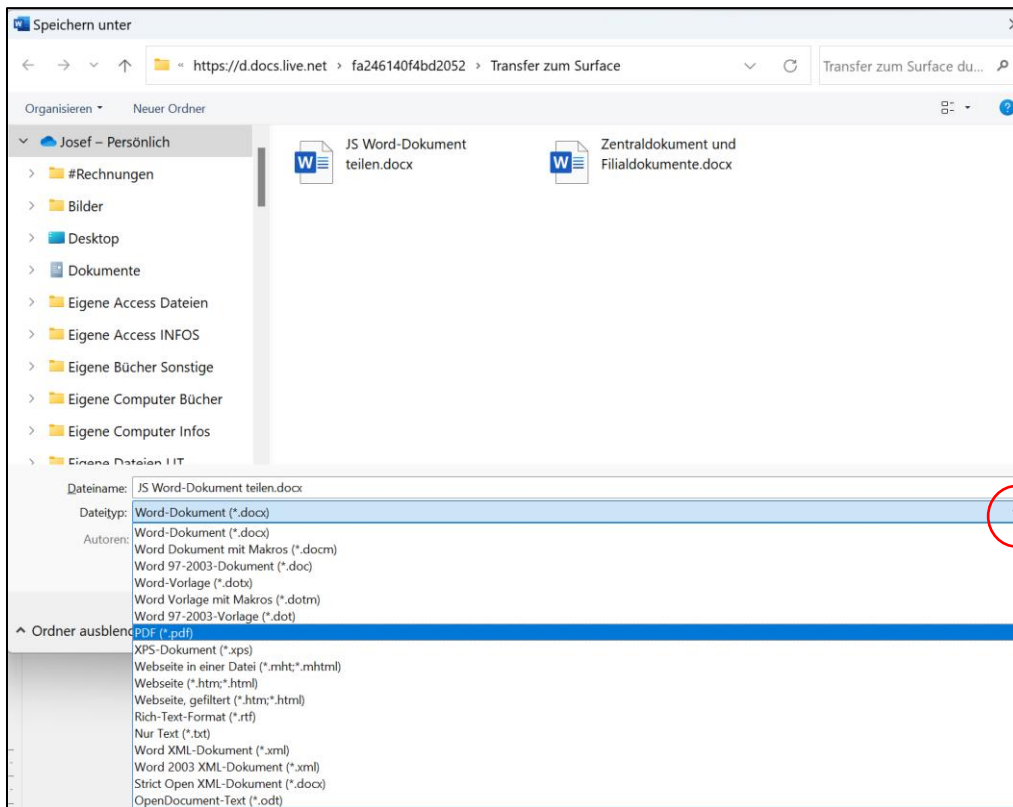 Speichern unter
« https://d.docs.live.net › fa246140f4bd2052 › Transfer zum Surface
Transfer zum Surface du...
Organisieren Neuer Ordner
Josef – Persönlich
#Rechnungen
Bilder
Desktop
Dokumente
Eigene Access Dateien
Eigene Access INFOS
Eigene Bücher Sonstige
Eigene Computer Bücher
Eigene Computer Infos
Eigene Dateien
JS Word-Dokument
teilen.docx
Zentraldokument und
Filialdokumente.docx
Dateiname: JS Word-Dokument teilen.docx
Dateityp: Word-Dokument (*.docx)
Autoren:
Word-Dokument (*.docx)
Word Dokument mit Makros (*.docm)
Word 97-2003-Dokument (*.doc)
Word-Vorlage (*.dotx)
Word Vorlage mit Makros (*.dotm)
Word 97-2003-Vorlage (*.dot)
Ordner ausblend
PDF (*.pdf)
XPS-Dokument (*.xps)
Webseite in einer Datei (*.mht;*.mhtml)
Webseite (*.htm;*.html)
Webseite, gefiltert (*.htm;*.html)
Rich-Text-Format (*.rtf)
Nur Text (*.txt)
Word XML-Dokument (*.xml)
Word 2003 XML-Dokument (*.xml)
Strict Open XML-Dokument (*.docx)
OpenDocument-Text (*.odt)